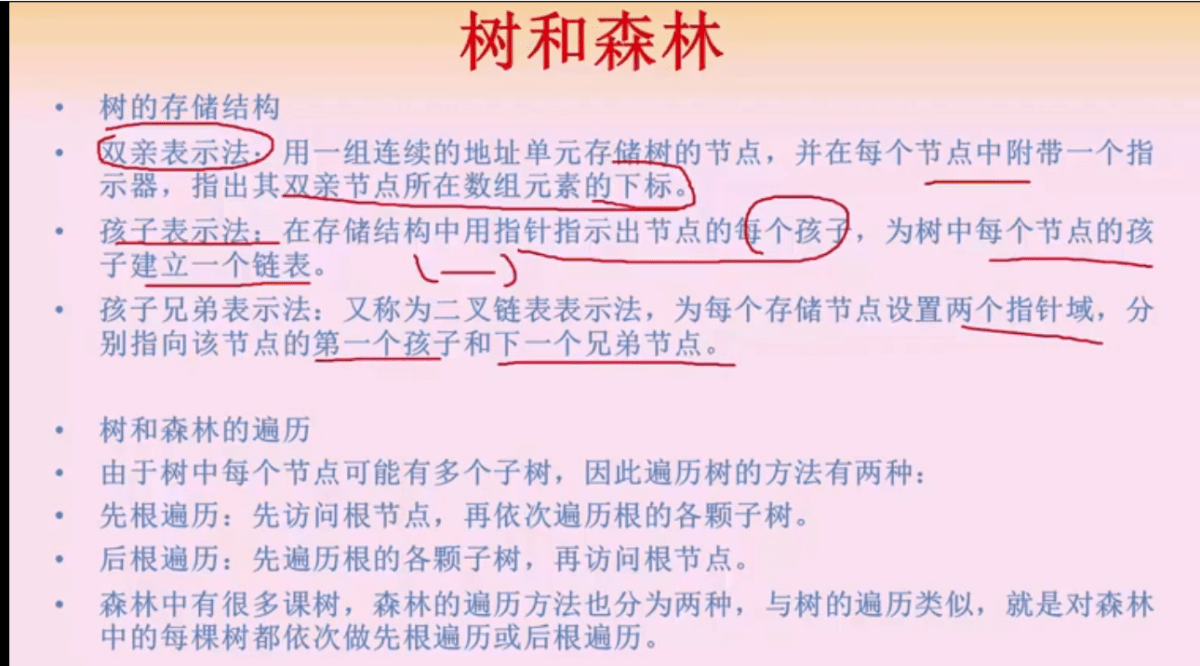 树和森林
• 树的存储结构
• 双亲表示法：用一组连续的地址单元存储树的节点，并在每个节点中附带一个指
示器，指出其双亲节点所在数组元素的下标。
• 孩子表示法：在存储结构中用指针指示出节点的每个孩子，为树中每个节点的孩
子建立一个链表。
• 孩子兄弟表示法：又称为二叉链表表示法，为每个存储节点设置两个指针域，分
别指向该节点的第一个孩子和下一个兄弟节点。
• 树和森林的遍历
• 由于树中每个节点可能有多个子树，因此遍历树的方法有两种：
• 先根遍历：先访问根节点，再依次遍历根的各颗子树。
• 后根遍历：先遍历根的各颗子树，再访问根节点。
• 森林中有很多课树，森林的遍历方法也分为两种，与树的遍历类似，就是对森林
中的每棵树都依次做先根遍历或后根遍历。